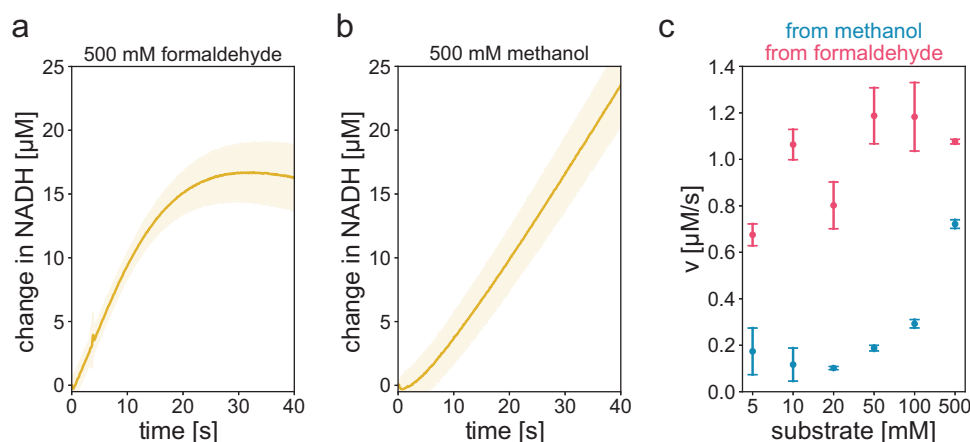 a
500 mM formaldehyde
change in NADH [µM]
25
20
15
10
5
0
0 10 20 30 40
time [s]
b
500 mM methanol
change in NADH [µM]
25
20
15
10
5
0
0 10 20 30 40
time [s]
c
from methanol
from formaldehyde
v [µM/s]
1.4
1.2
1.0
0.8
0.6
0.4
0.2
0.0
5 10 20 50 100 500
substrate [mM]